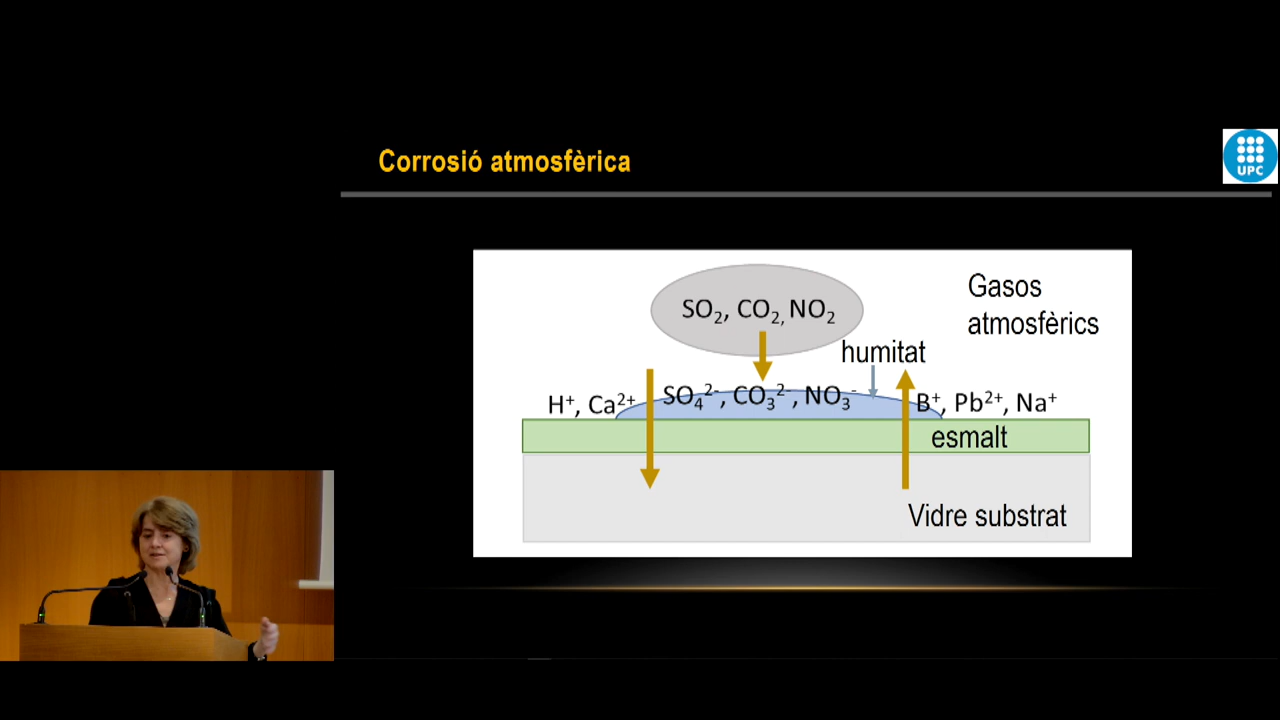 Corrosió atmosfèrica
UPC
SO₂, CO₂, NO₂
Gasos
atmosfèrics
humitat
H⁺, Ca²⁺
SO₄²⁻, CO₃²⁻, NO₃⁻
B⁺, Pb²⁺, Na⁺
esmalt
Vidre substrat